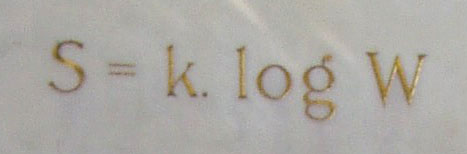 S = k. log W